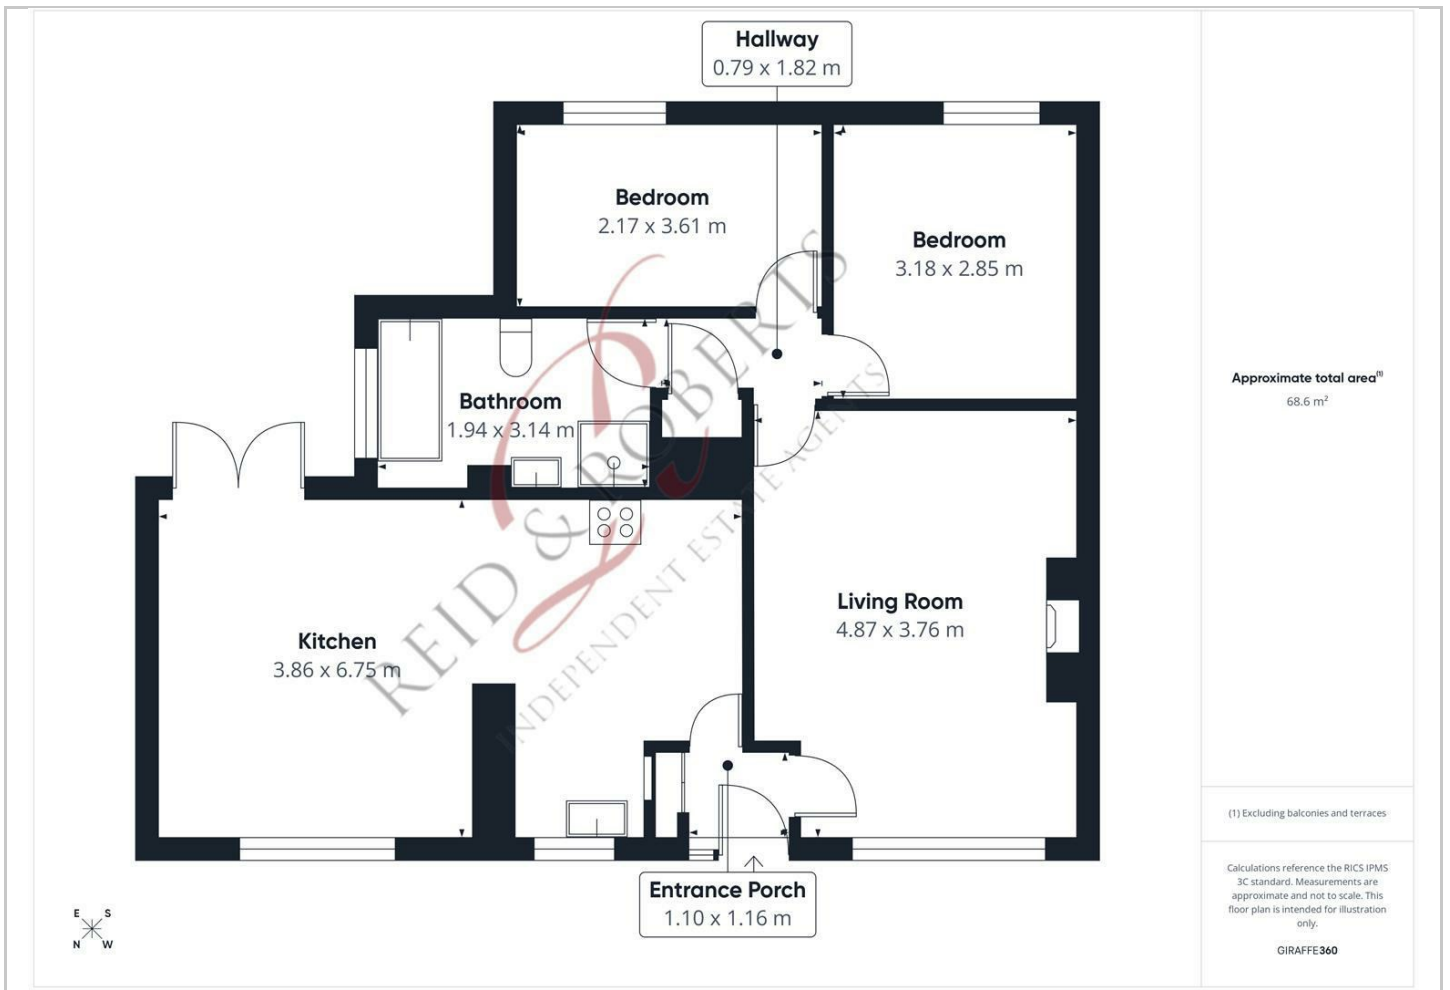 Hallway
0.79 x 1.82 m
Bedroom
2.17 x 3.61 m
Bedroom
3.18 x 2.85 m
Bathroom
1.94 x 3.14 m
Kitchen
3.86 x 6.75 m
Living Room
4.87 x 3.76 m
Entrance Porch
1.10 x 1.16 m
REID & ROBERTS
INDEPENDENT ESTATE AGENTS
E S
N W
Approximate total area(1)
68.6 m²
(1) Excluding balconies and terraces
Calculations reference the RICS IPMS
3C standard. Measurements are
approximate and not to scale. This
floor plan is intended for illustration
only.
GIRAFFE360